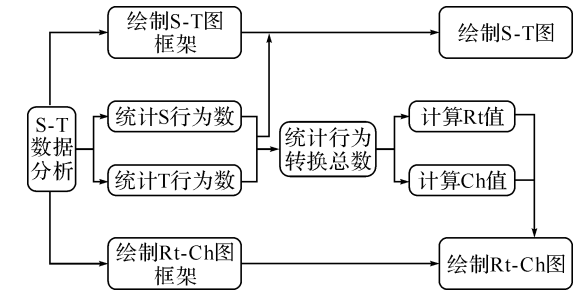 绘制S-T图
框架
绘制S-T图
S-T
数据
分析
统计S行为数
统计T行为数
统计行为
转换总数
计算Rt值
计算Ch值
绘制Rt-Ch图
框架
绘制Rt-Ch图